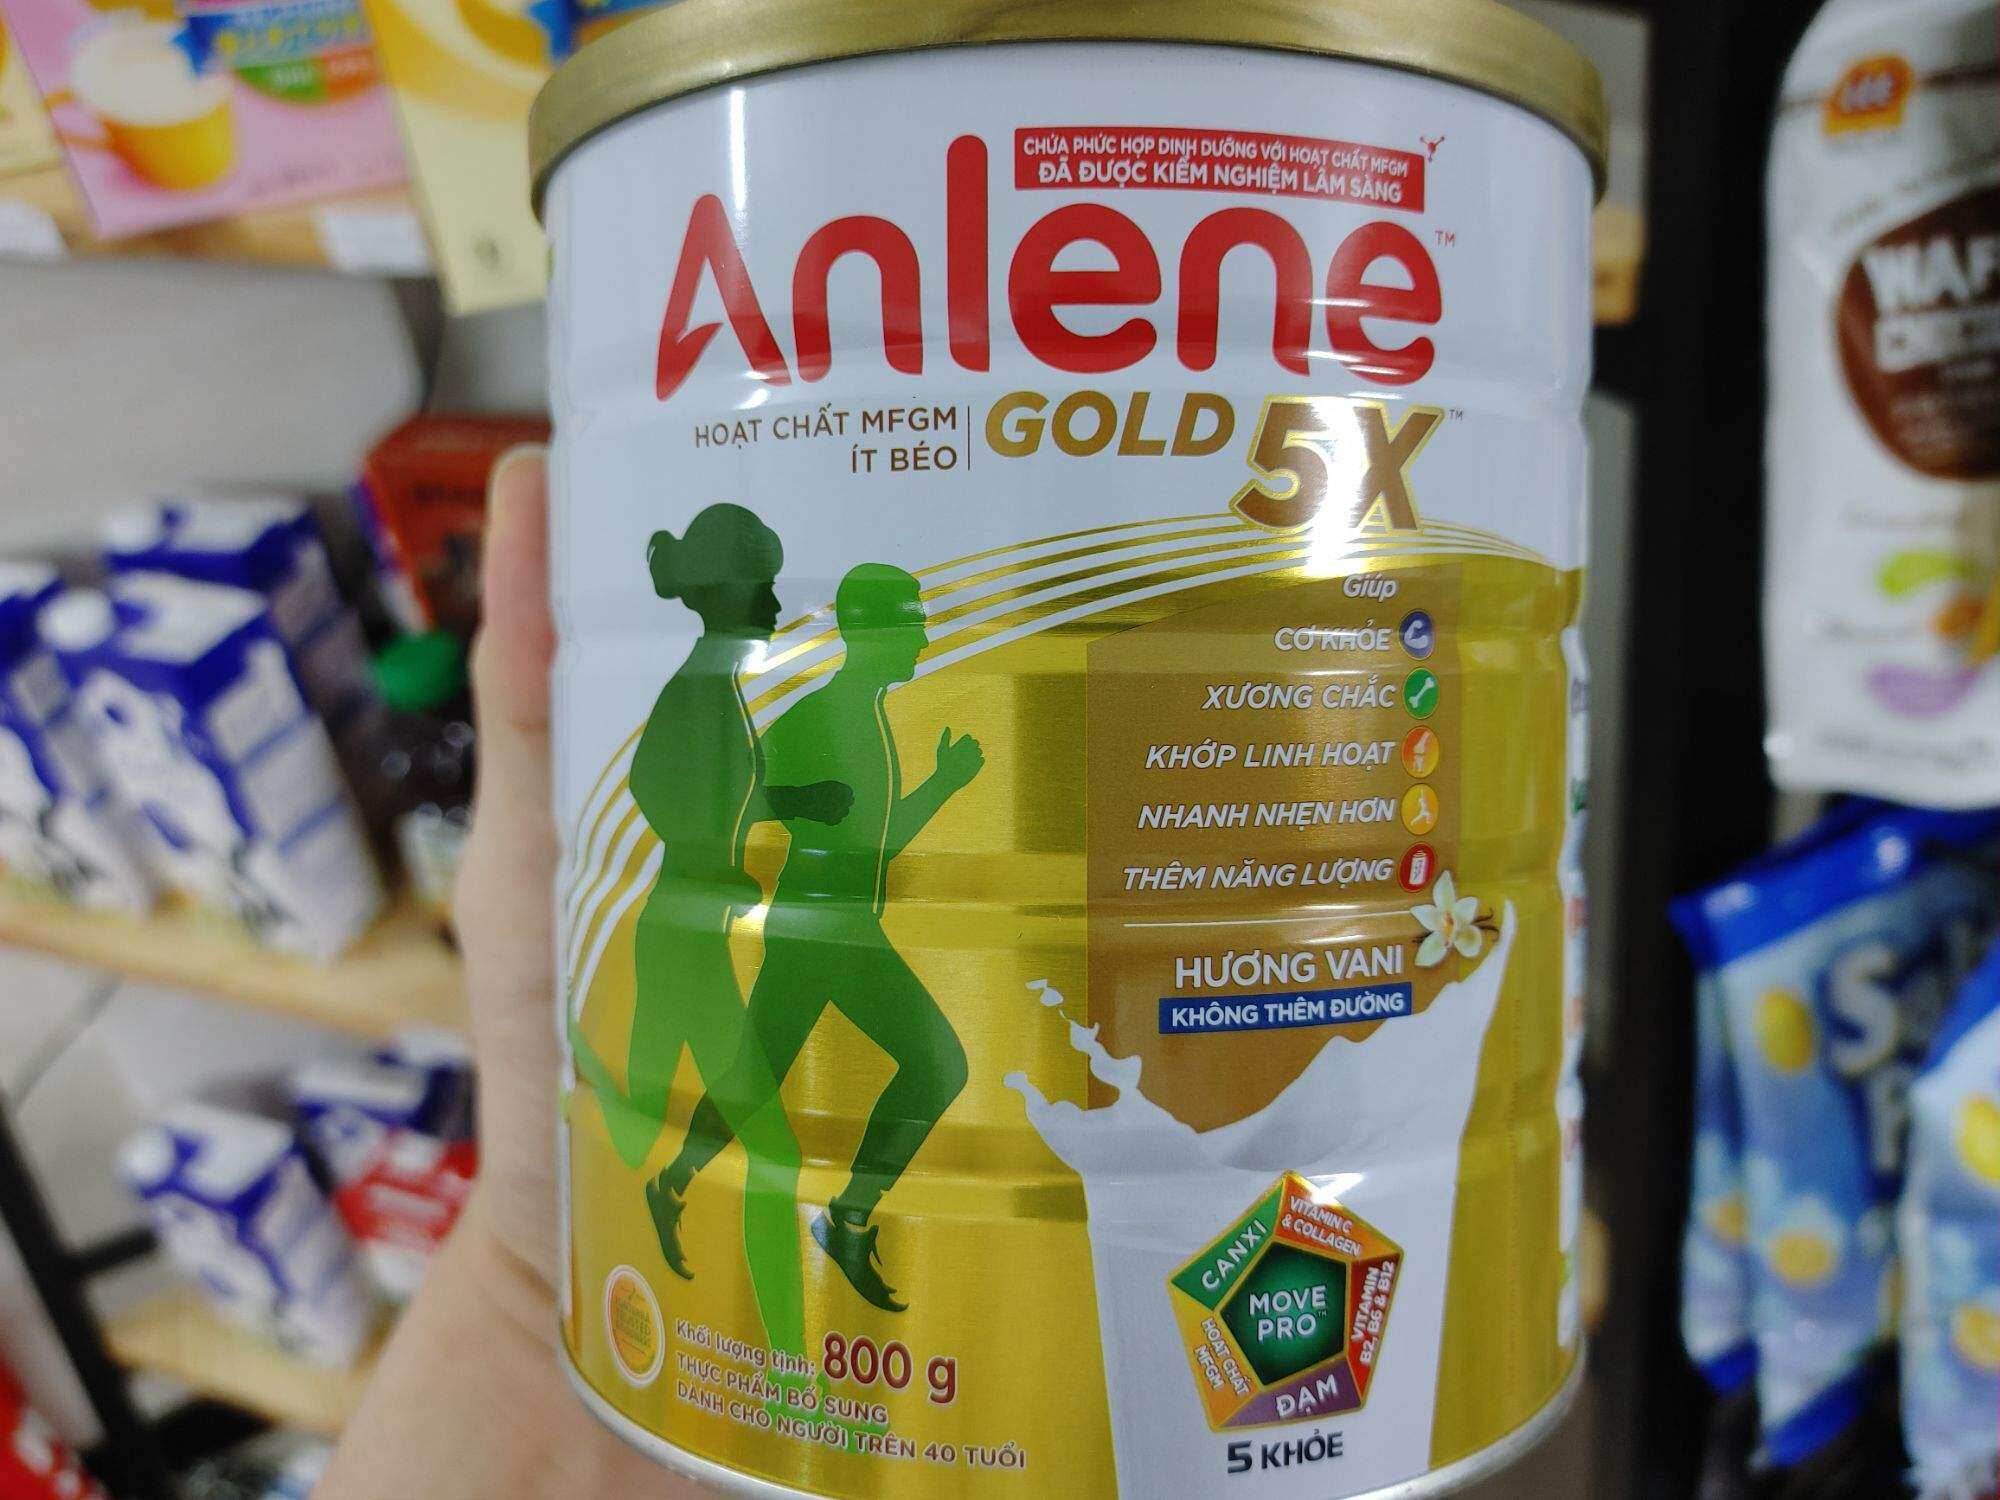 CHỨA PHỨC HỢP DINH DƯỠNG VỚI HOẠT CHẤT MFGM
ĐÃ ĐƯỢC KIỂM NGHIỆM LÂM SÀNG
Anlene™
HOẠT CHẤT MFGM
ÍT BÉO
GOLD 5X™
Giúp
CƠ KHỎE
XƯƠNG CHẮC
KHỚP LINH HOẠT
NHANH NHẸN HƠN
THÊM NĂNG LƯỢNG
HƯƠNG VANI
KHÔNG THÊM ĐƯỜNG
CANXI
VITAMIN C
& COLLAGEN
VITAMIN
B2, B6 & B12
ĐẠM
HOẠT CHẤT
MFGM
MOVE
PRO™
5 KHỎE
Khối lượng tịnh: 800 g
THỰC PHẨM BỔ SUNG
DÀNH CHO NGƯỜI TRÊN 40 TUỔI